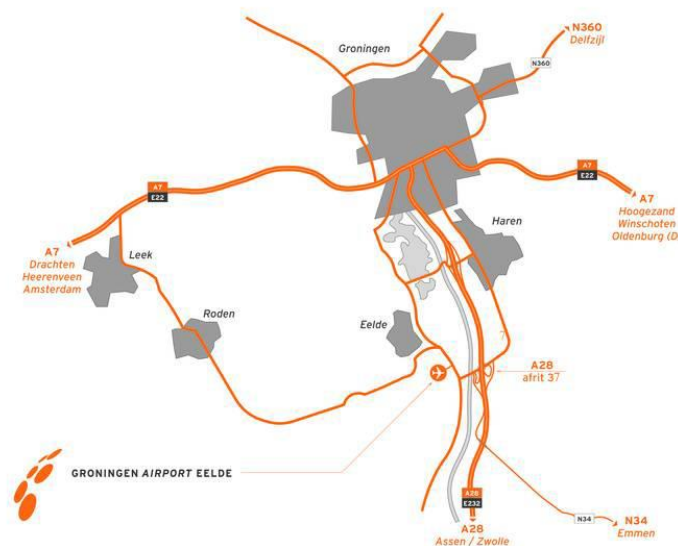 N360
Delfzijl
Groningen
N360
A7
E22
A7
E22
A7
Hoogezand
Winschoten
Oldenburg (D
Haren
A7
Drachten
Heerenveen
Amsterdam
Leek
Roden
Eelde
A28
afrit 37
GRONINGEN AIRPORT EELDE
A28
E232
N34
N34
Emmen
A28
Assen / Zwolle